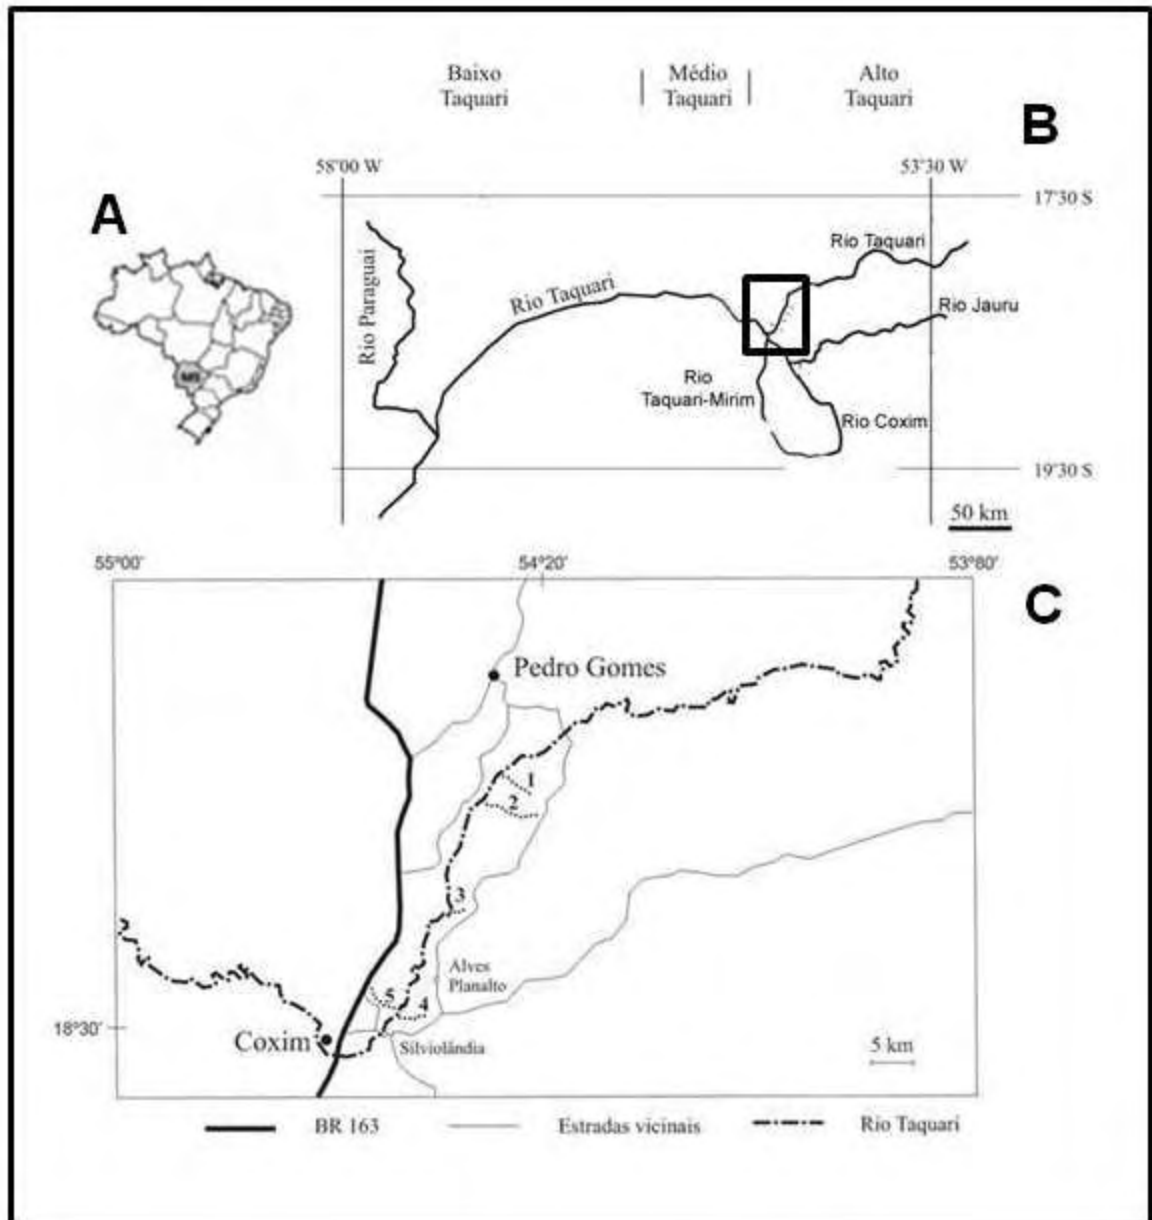 Baixo
Taquari
Médio
Taquari
Alto
Taquari
B
58°00 W
53°30 W
17°30 S
A
MS
Rio Paraguai
Rio Taquari
Rio Taquari
Rio Jauru
Rio
Taquari-Mirim
Rio Coxim
19°30 S
50 km
55°00'
54°20'
53°80'
C
Pedro Gomes
1
2
3
Alves
Planalto
5
4
18°30'
Coxim
Silviolândia
5 km
BR 163
Estradas vicinais
Rio Taquari